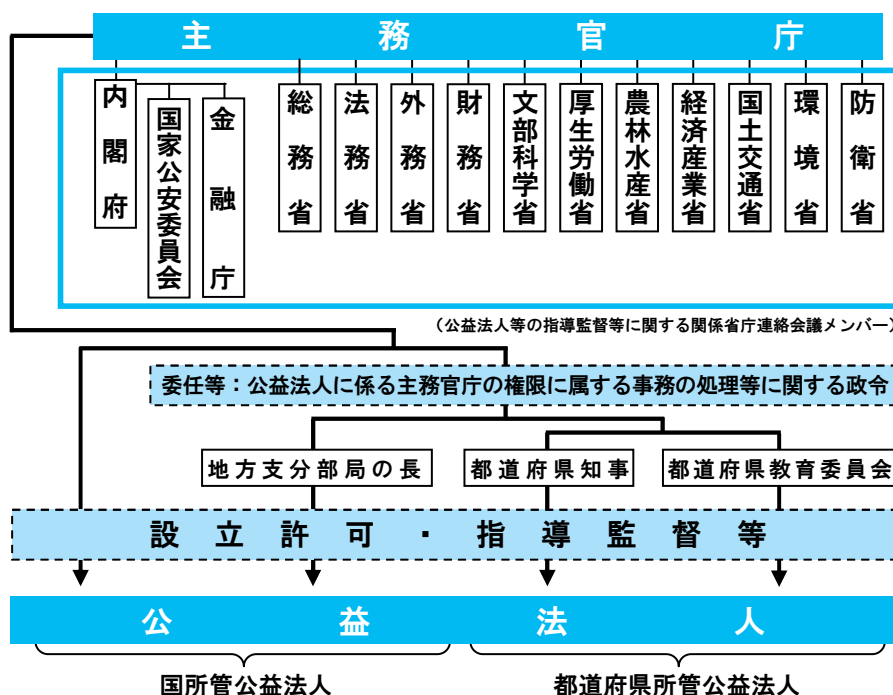 主務官庁
内閣府
国家公安委員会
金融庁
総務省
法務省
外務省
財務省
文部科学省
厚生労働省
農林水産省
経済産業省
国土交通省
環境省
防衛省
（公益法人等の指導監督等に関する関係省庁連絡会議メンバー）
委任等：公益法人に係る主務官庁の権限に属する事務の処理等に関する政令
地方支分部局の長
都道府県知事
都道府県教育委員会
設立許可・指導監督等
公益法人
国所管公益法人
都道府県所管公益法人